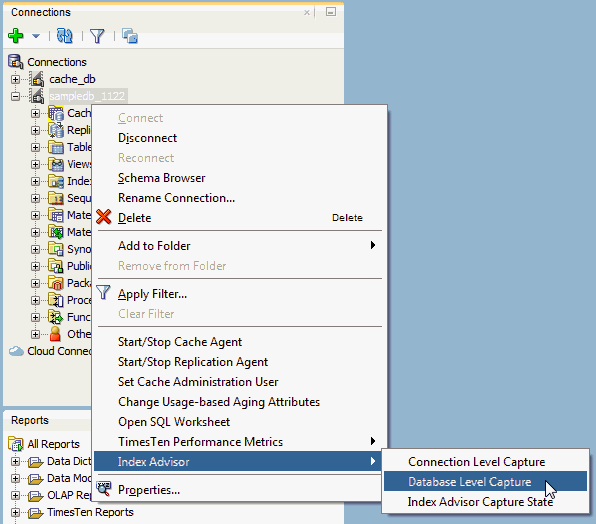 Connections
Connections
cache_db
sampledb_1122
Cach
Replic
Table
Views
Index
Sequ
Mate
Mate
Syno
Public
Packa
Proce
Funct
Othe
Cloud Connec
Connect
Disconnect
Reconnect
Schema Browser
Rename Connection...
Delete Delete
Add to Folder
Remove from Folder
Apply Filter...
Clear Filter
Start/Stop Cache Agent
Start/Stop Replication Agent
Set Cache Administration User
Change Usage-based Aging Attributes
Open SQL Worksheet
TimesTen Performance Metrics
Index Advisor
Properties...
Connection Level Capture
Database Level Capture
Index Advisor Capture State
Reports
All Reports
Data Dict
Data Mod
OLAP Rep
TimesTen Reports